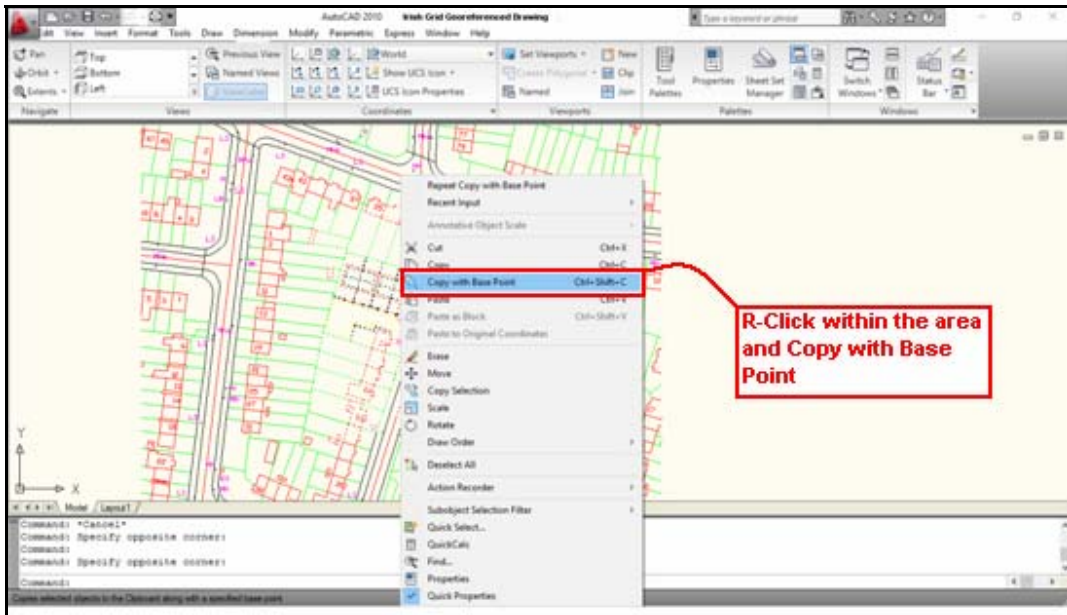 AutoCAD 2010 Irish Grid Georeferenced Drawing
Type a keyword or phrase
Edit View Insert Format Tools Draw Dimension Modify Parametric Express Window Help
Pan
Orbit
Extents
Navigate
Top
Bottom
Left
Previous View
Named Views
ViewCube
Views
World
Show UCS Icon
UCS Icon Properties
Coordinates
Set Viewports
Create Polygonal
Named
New
Clip
Join
Viewports
Tool Palettes
Properties
Sheet Set Manager
Palettes
Switch Windows
Status Bar
Windows
Repeat Copy with Base Point
Recent Input
Annotative Object Scale
Cut Ctrl+X
Copy Ctrl+C
Copy with Base Point Ctrl+Shift+C
Paste Ctrl+V
Paste as Block Ctrl+Shift+V
Paste to Original Coordinates
Erase
Move
Copy Selection
Scale
Rotate
Draw Order
Deselect All
Action Recorder
Subobject Selection Filter
Quick Select...
QuickCalc
Find...
Properties
Quick Properties
R-Click within the area
and Copy with Base
Point
Y
X
Model Layout1
Command: *Cancel*
Command: Specify opposite corner:
Command:
Command: Specify opposite corner:
Command:
Copies selected objects to the Clipboard along with a specified base point